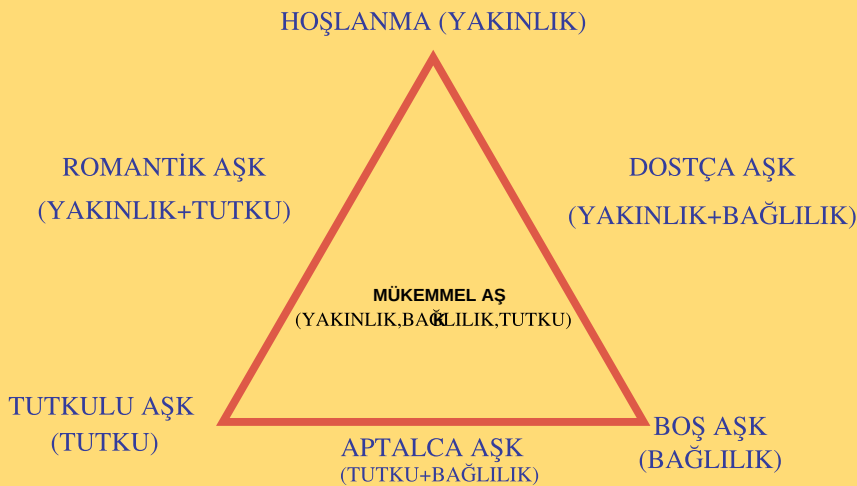 HOŞLANMA (YAKINLIK)
ROMANTİK AŞK
(YAKINLIK+TUTKU)
DOSTÇA AŞK
(YAKINLIK+BAĞLILIK)
MÜKEMMEL AŞK
(YAKINLIK,BAĞLILIK,TUTKU)
TUTKULU AŞK
(TUTKU)
APTALCA AŞK
(TUTKU+BAĞLILIK)
BOŞ AŞK
(BAĞLILIK)